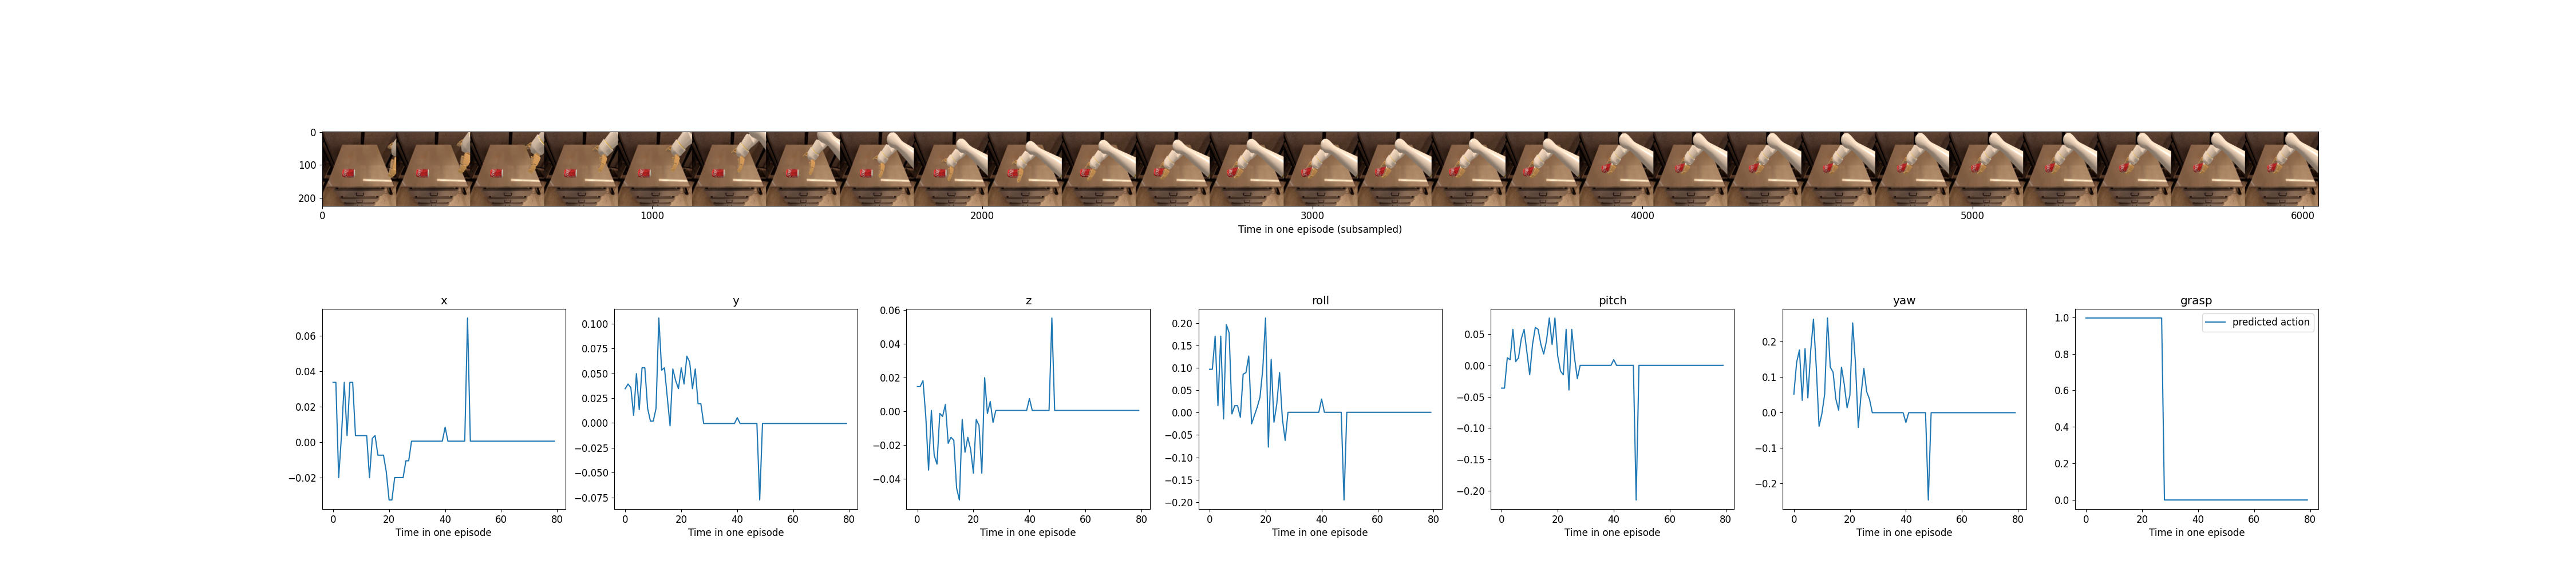 0
100
200
0 1000 2000 3000 4000 5000 6000
Time in one episode (subsampled)
x y z roll pitch yaw grasp
0.06
0.04
0.02
0.00
−0.02
0 20 40 60 80
Time in one episode
0.100
0.075
0.050
0.025
0.000
−0.025
−0.050
−0.075
0 20 40 60 80
Time in one episode
0.06
0.04
0.02
0.00
−0.02
−0.04
0 20 40 60 80
Time in one episode
0.20
0.15
0.10
0.05
0.00
−0.05
−0.10
−0.15
−0.20
0 20 40 60 80
Time in one episode
0.05
0.00
−0.05
−0.10
−0.15
−0.20
0 20 40 60 80
Time in one episode
0.2
0.1
0.0
−0.1
−0.2
0 20 40 60 80
Time in one episode
predicted action
1.0
0.8
0.6
0.4
0.2
0.0
0 20 40 60 80
Time in one episode